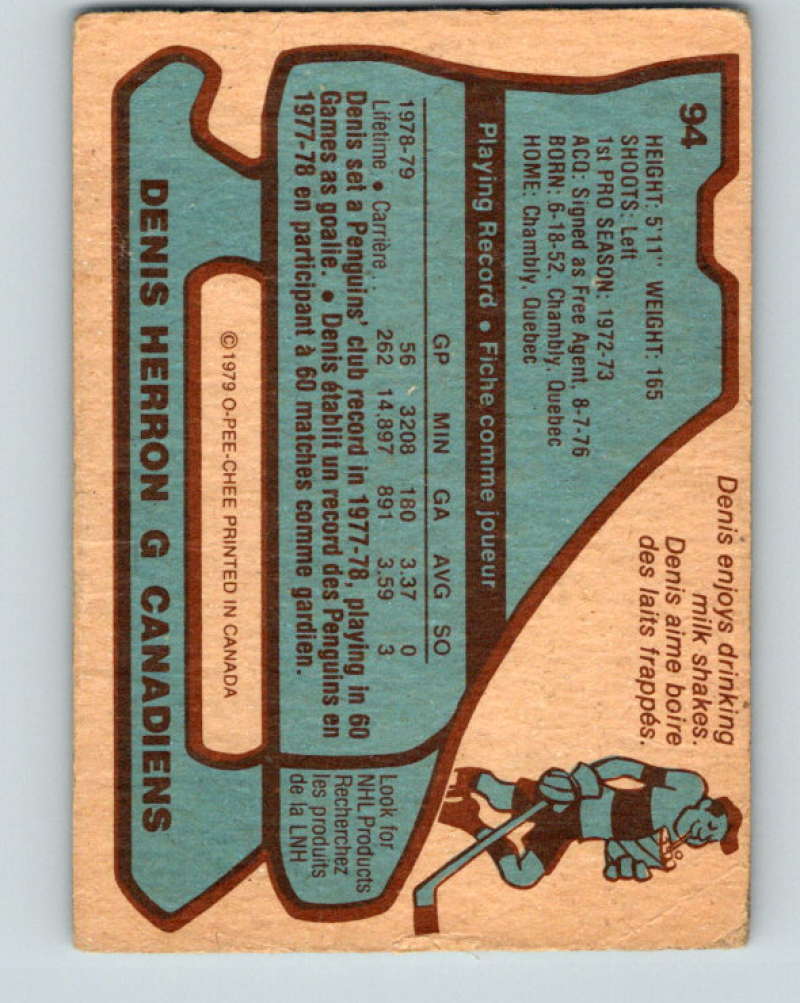 94
HEIGHT: 5'11" WEIGHT: 165
SHOOTS: Left
1st PRO SEASON: 1972-73
ACQ: Signed as Free Agent, 8-7-76
BORN: 6-18-52, Chambly, Quebec
HOME: Chambly, Quebec
Denis enjoys drinking
milk shakes.
Denis aime boire
des laits frappés.
Playing Record • Fiche comme joueur
GP MIN GA AVG SO
1978-79 56 3208 180 3.37 0
Lifetime • Carrière . . 262 14,897 891 3.59 3
Denis set a Penguins' club record in 1977-78, playing in 60
Games as goalie. • Denis établit un record des Penguins en
1977-78 en participant à 60 matches comme gardien.
Look for
NHL Products
Recherchez
les produits
de la LNH
©1979 O-PEE-CHEE PRINTED IN CANADA
DENIS HERRON G CANADIENS